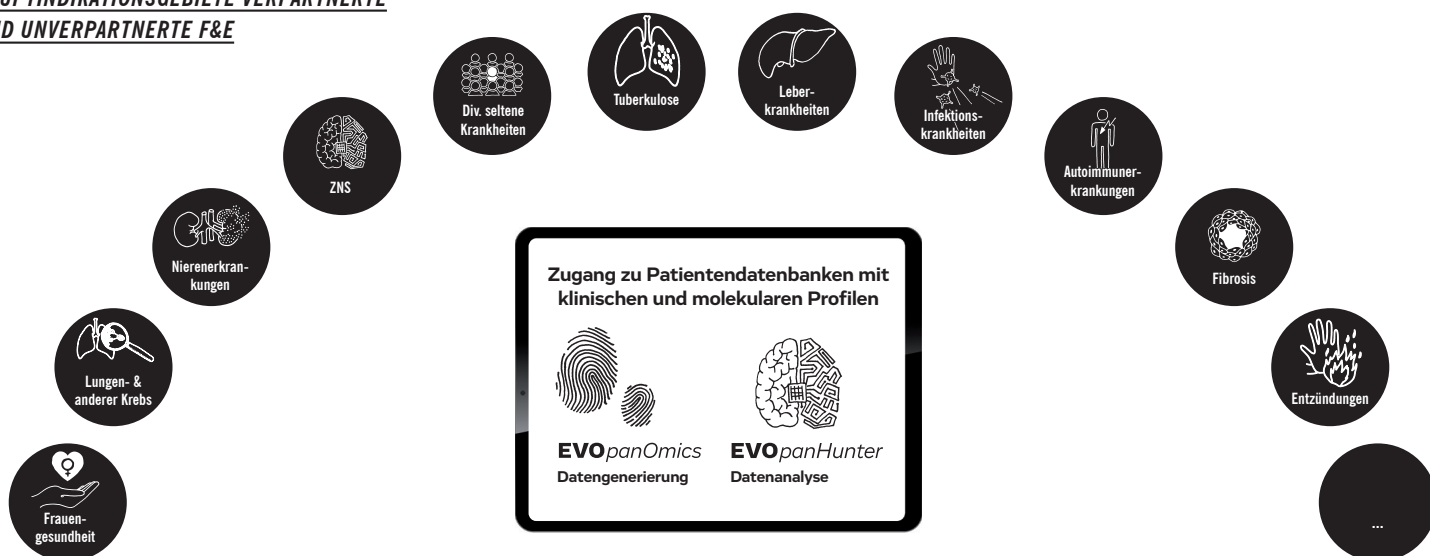 VERPARTNERTE
UNVERPARTNERTE F&E
Div. seltene
Krankheiten
Tuberkulose
Leber-
krankheiten
Infektions-
krankheiten
ZNS
Autoimmuner-
krankungen
Nierenerkran-
kungen
Fibrosis
Lungen- &
anderer Krebs
Entzündungen
Frauen-
gesundheit
...
Zugang zu Patientendatenbanken mit
klinischen und molekularen Profilen
EVOpanOmics
Datengenerierung
EVOpanHunter
Datenanalyse